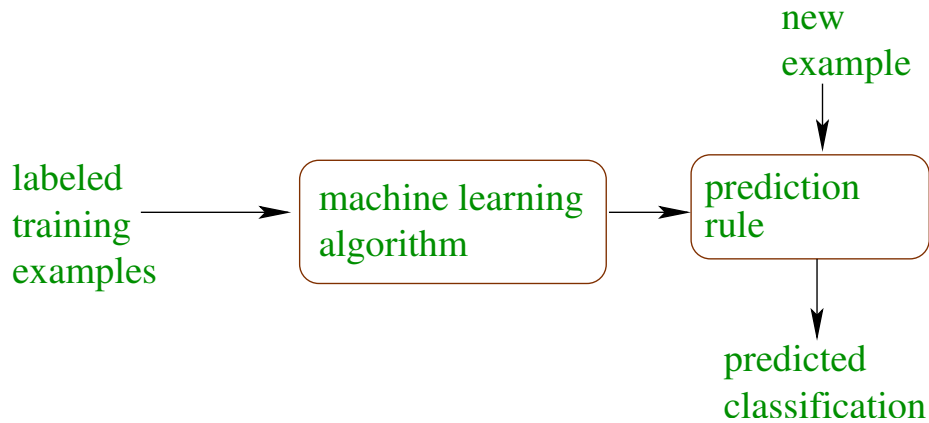 new
example
labeled
training
examples
machine learning
algorithm
prediction
rule
predicted
classification